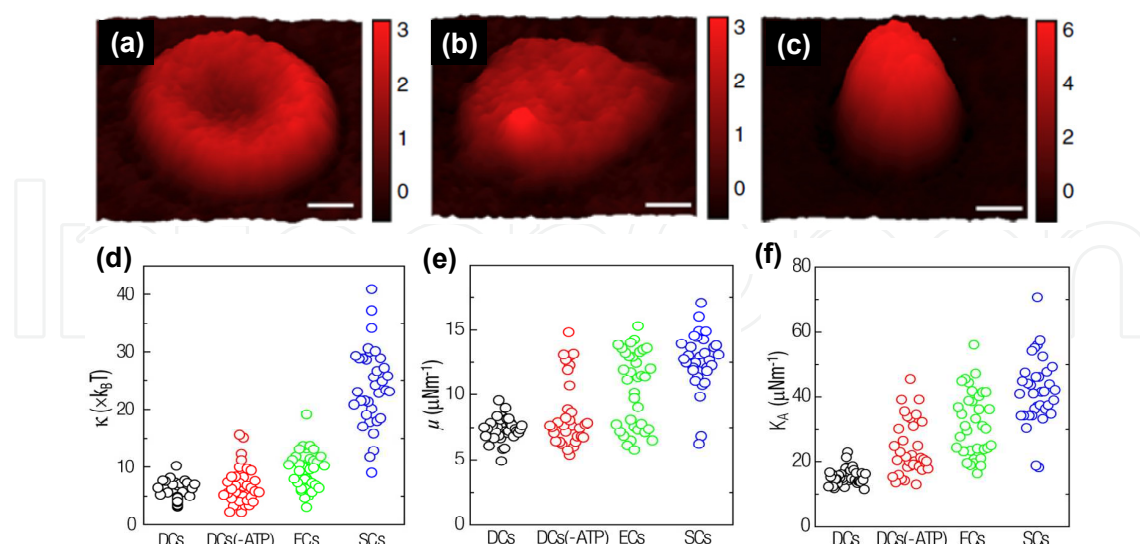 (a)
3
2
1
0
(b)
3
2
1
0
(c)
6
4
2
0
(d)
κ (×kBT)
40
30
20
10
0
DCs DCs(-ATP) ECs SCs
(e)
μ (μNm-1)
15
10
5
0
DCs DCs(-ATP) ECs SCs
(f)
KA (μNm-1)
80
60
40
20
0
DCs DCs(-ATP) ECs SCs